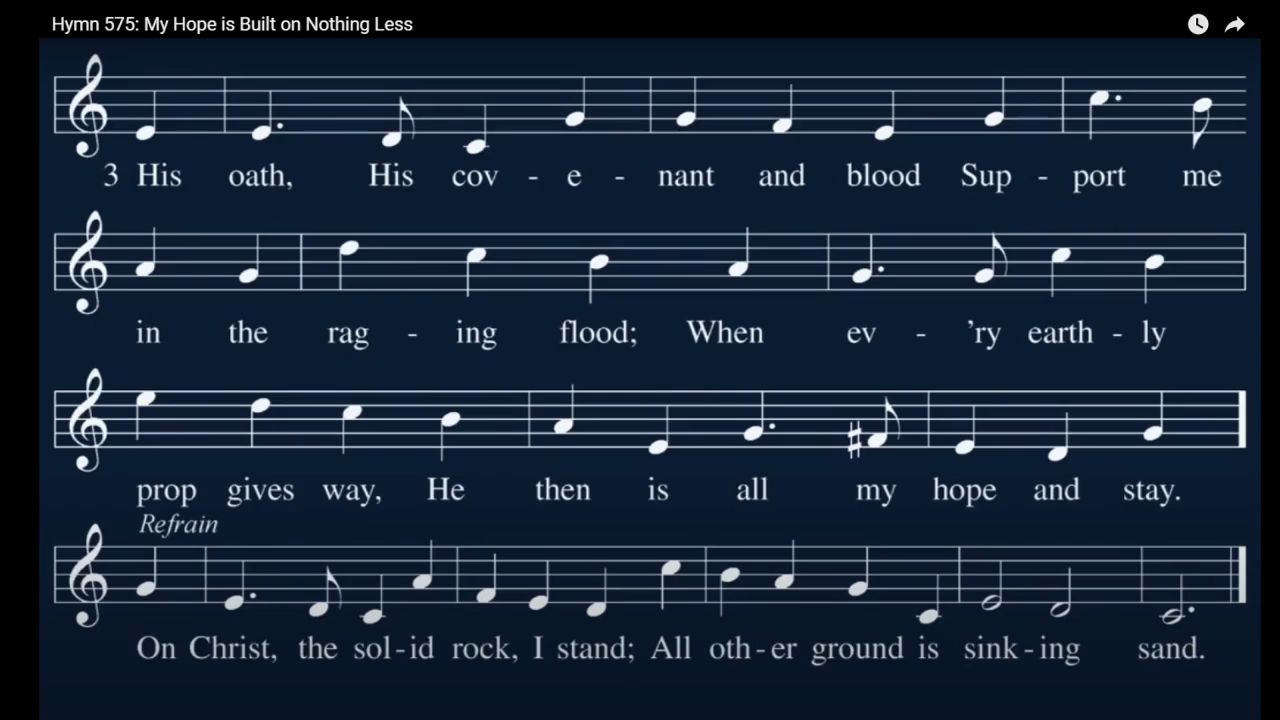 Hymn 575: My Hope is Built on Nothing Less
3 His oath, His cov - e - nant and blood Sup - port me
in the rag - ing flood; When ev - 'ry earth - ly
prop gives way, He then is all my hope and stay.
Refrain
On Christ, the sol - id rock, I stand; All oth - er ground is sink - ing sand.